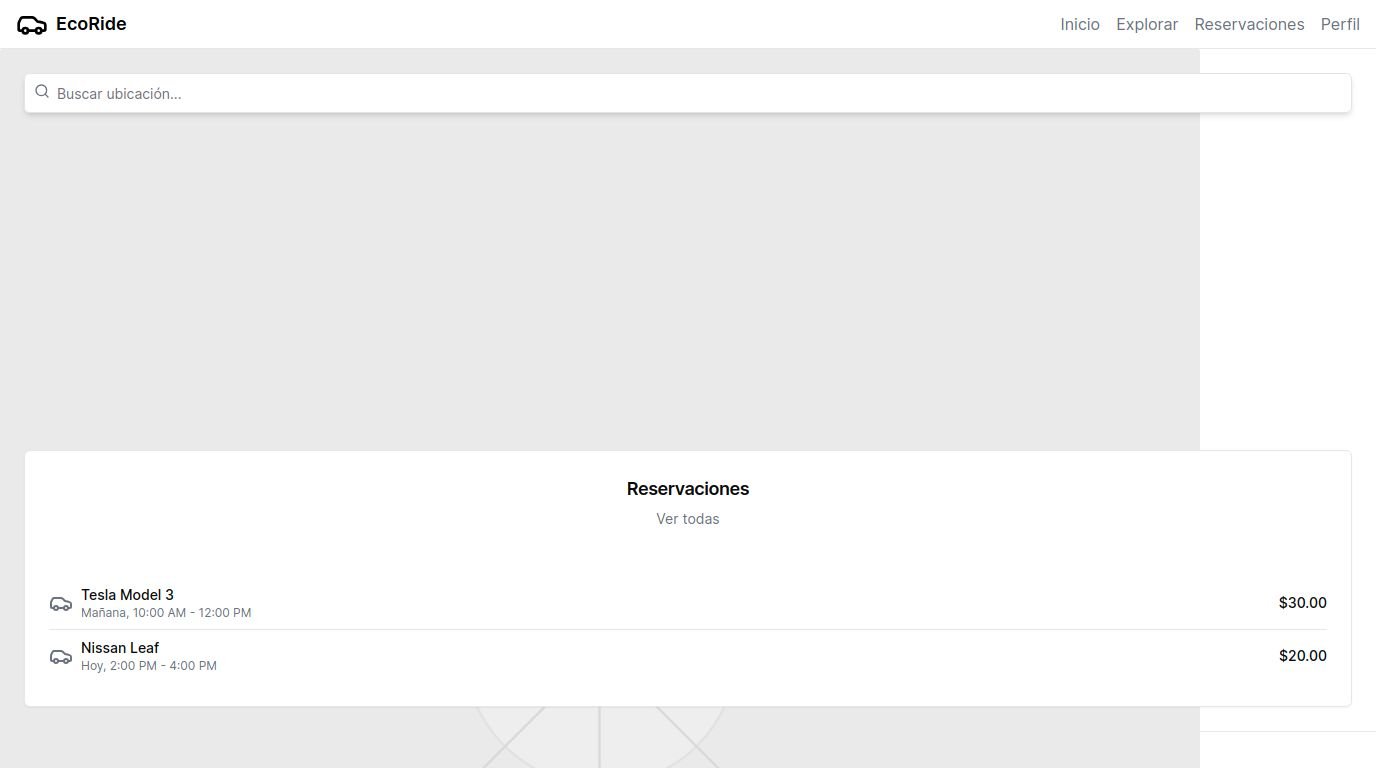 EcoRide
Inicio Explorar Reservaciones Perfil
Buscar ubicación...
Reservaciones
Ver todas
Tesla Model 3
Mañana, 10:00 AM - 12:00 PM
$30.00
Nissan Leaf
Hoy, 2:00 PM - 4:00 PM
$20.00